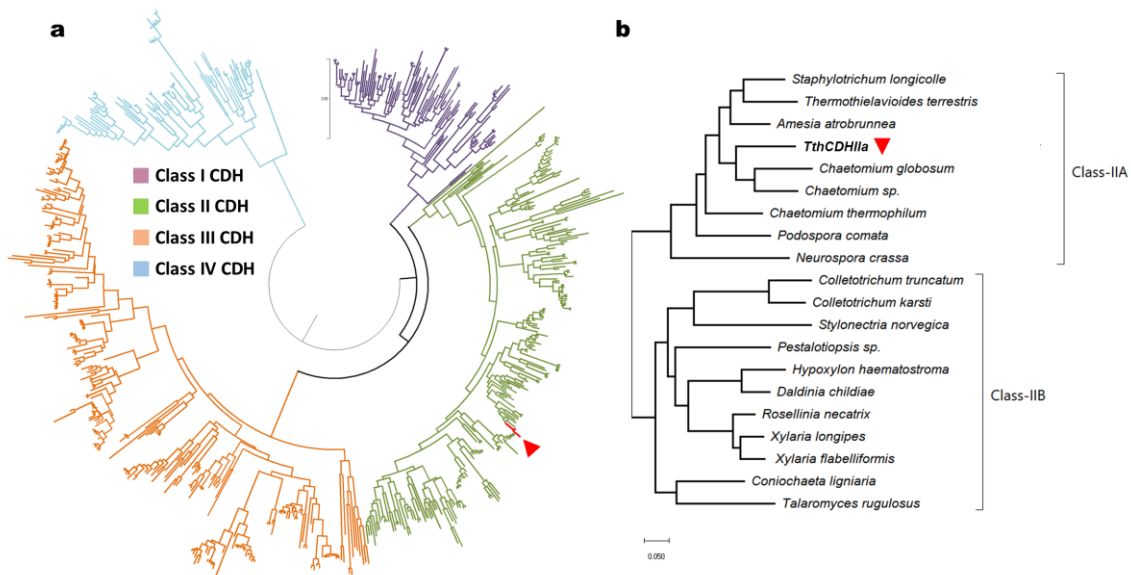 a
Class I CDH
Class II CDH
Class III CDH
Class IV CDH
b
Staphylotrichum longicolle
Thermothielavioides terrestris
Amesia atrobrunnea
TthCDHIIa
Chaetomium globosum
Chaetomium sp.
Chaetomium thermophilum
Podospora comata
Neurospora crassa
Class-IIA
Colletotrichum truncatum
Colletotrichum karsti
Stylonectria norvegica
Pestalotiopsis sp.
Hypoxylon haematostroma
Daldinia childiae
Rosellinia necatrix
Xylaria longipes
Xylaria flabelliformis
Coniochaeta ligniaria
Talaromyces rugulosus
Class-IIB
0.050